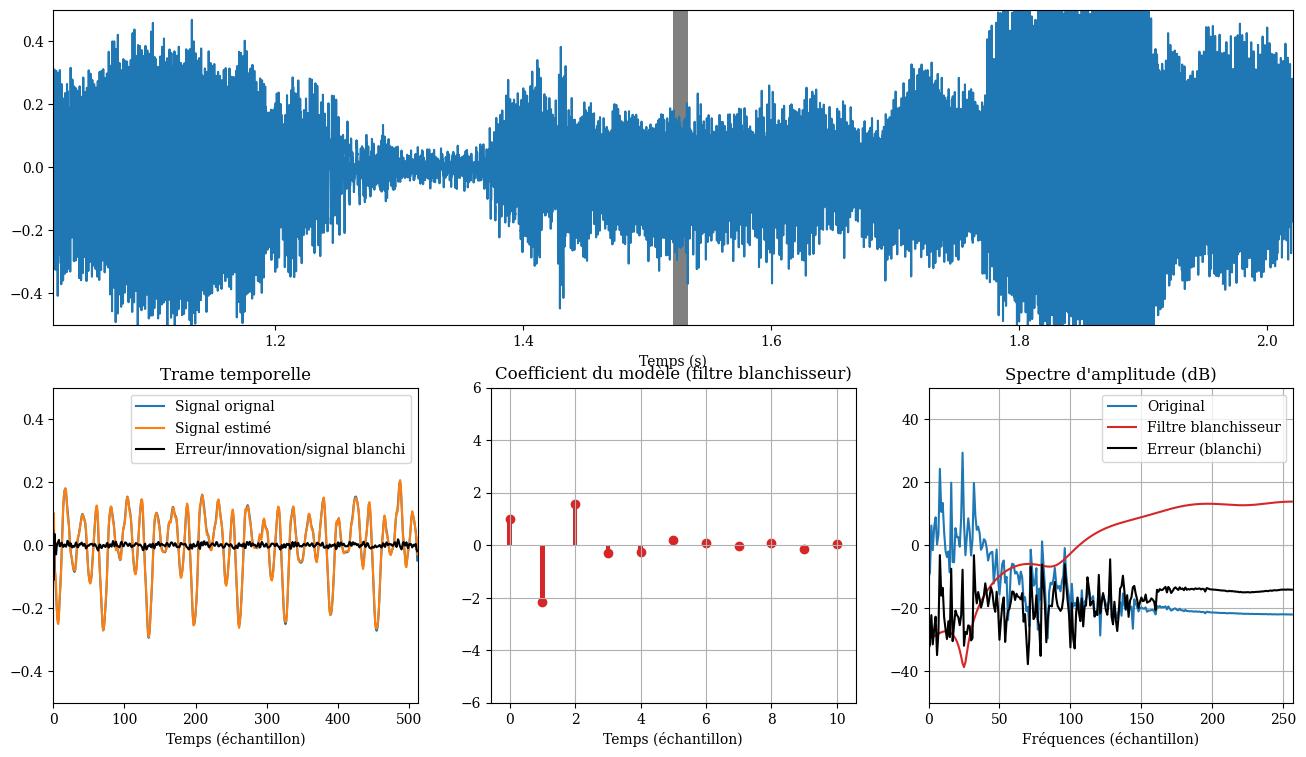 0.4
0.2
0.0
−0.2
−0.4
1.2 1.4 1.6 1.8 2.0
Temps (s)
Trame temporelle
Signal orignal
Signal estimé
Erreur/innovation/signal blanchi
0.4
0.2
0.0
−0.2
−0.4
0 100 200 300 400 500
Temps (échantillon)
Coefficient du modèle (filtre blanchisseur)
6
4
2
0
−2
−4
−6
0 2 4 6 8 10
Temps (échantillon)
Spectre d'amplitude (dB)
Original
Filtre blanchisseur
Erreur (blanchi)
40
20
0
−20
−40
0 50 100 150 200 250
Fréquences (échantillon)